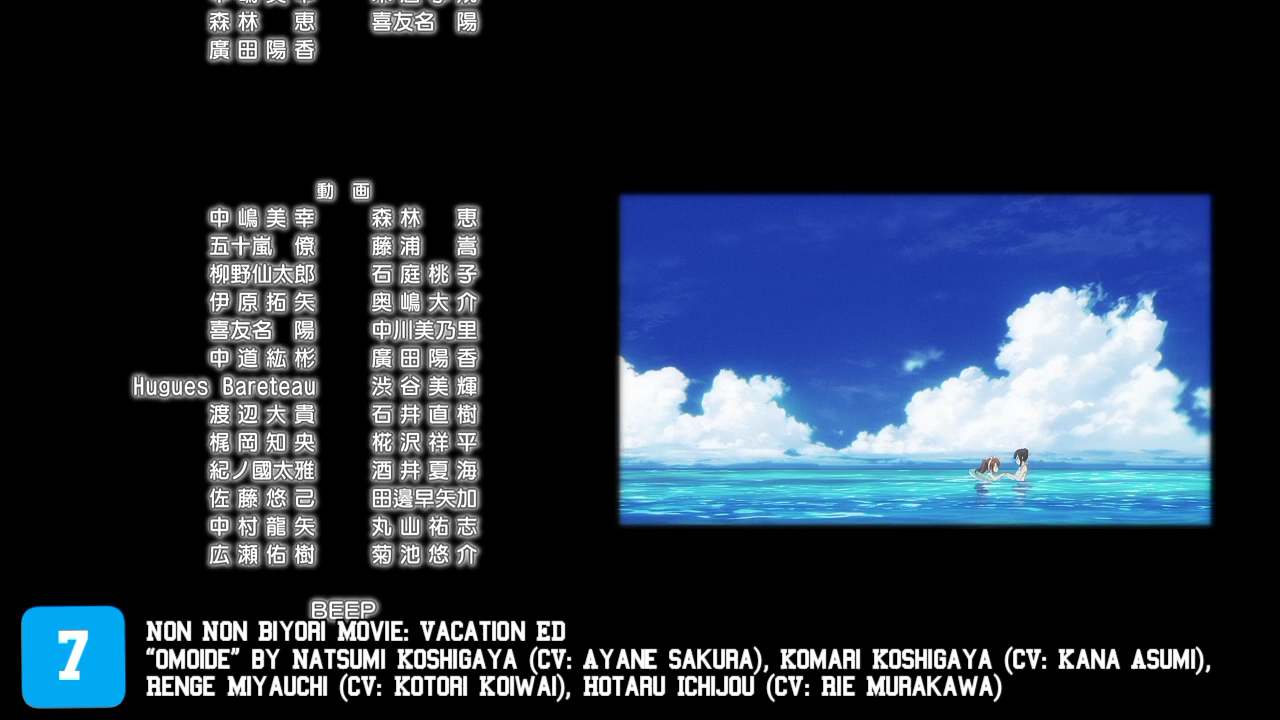 森林 恵 喜友名 陽
廣田陽香
動 画
中嶋美幸 森林 恵
五十嵐 僚 藤浦 嵩
柳野仙太郎 石庭桃子
伊原拓矢 奥嶋大介
喜友名 陽 中川美乃里
中道紘彬 廣田陽香
Hugues Bareteau 渋谷美輝
渡辺大貴 石井直樹
梶岡知央 椛沢祥平
紀ノ國太雅 酒井夏海
佐藤悠己 田邊早矢加
中村龍矢 丸山祐志
広瀬佑樹 菊池悠介
BEEP
7
NON NON BIYORI MOVIE: VACATION ED
“OMOIDE” BY NATSUMI KOSHIGAYA (CV: AYANE SAKURA), KOMARI KOSHIGAYA (CV: KANA ASUMI),
RENGE MIYAUCHI (CV: KOTORI KOIWAI), HOTARU ICHIJOU (CV: RIE MURAKAWA)